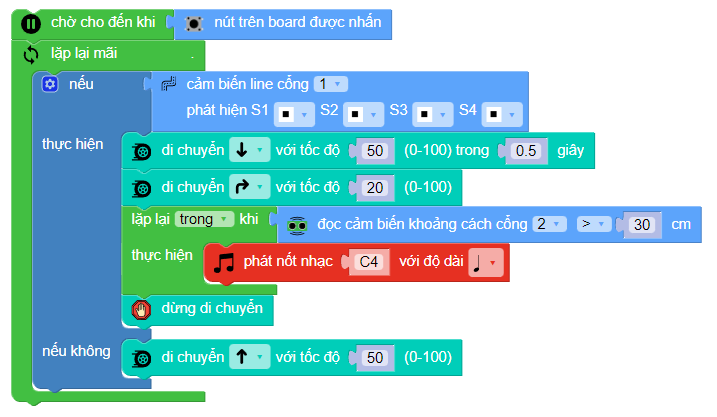 chờ cho đến khi nút trên board được nhấn
lặp lại mãi .
nếu cảm biến line cổng 1
phát hiện S1 S2 S3 S4
thực hiện di chuyển với tốc độ 50 (0-100) trong 0.5 giây
di chuyển với tốc độ 20 (0-100)
lặp lại trong khi đọc cảm biến khoảng cách cổng 2 > 30 cm
thực hiện phát nốt nhạc C4 với độ dài
dừng di chuyển
nếu không di chuyển với tốc độ 50 (0-100)